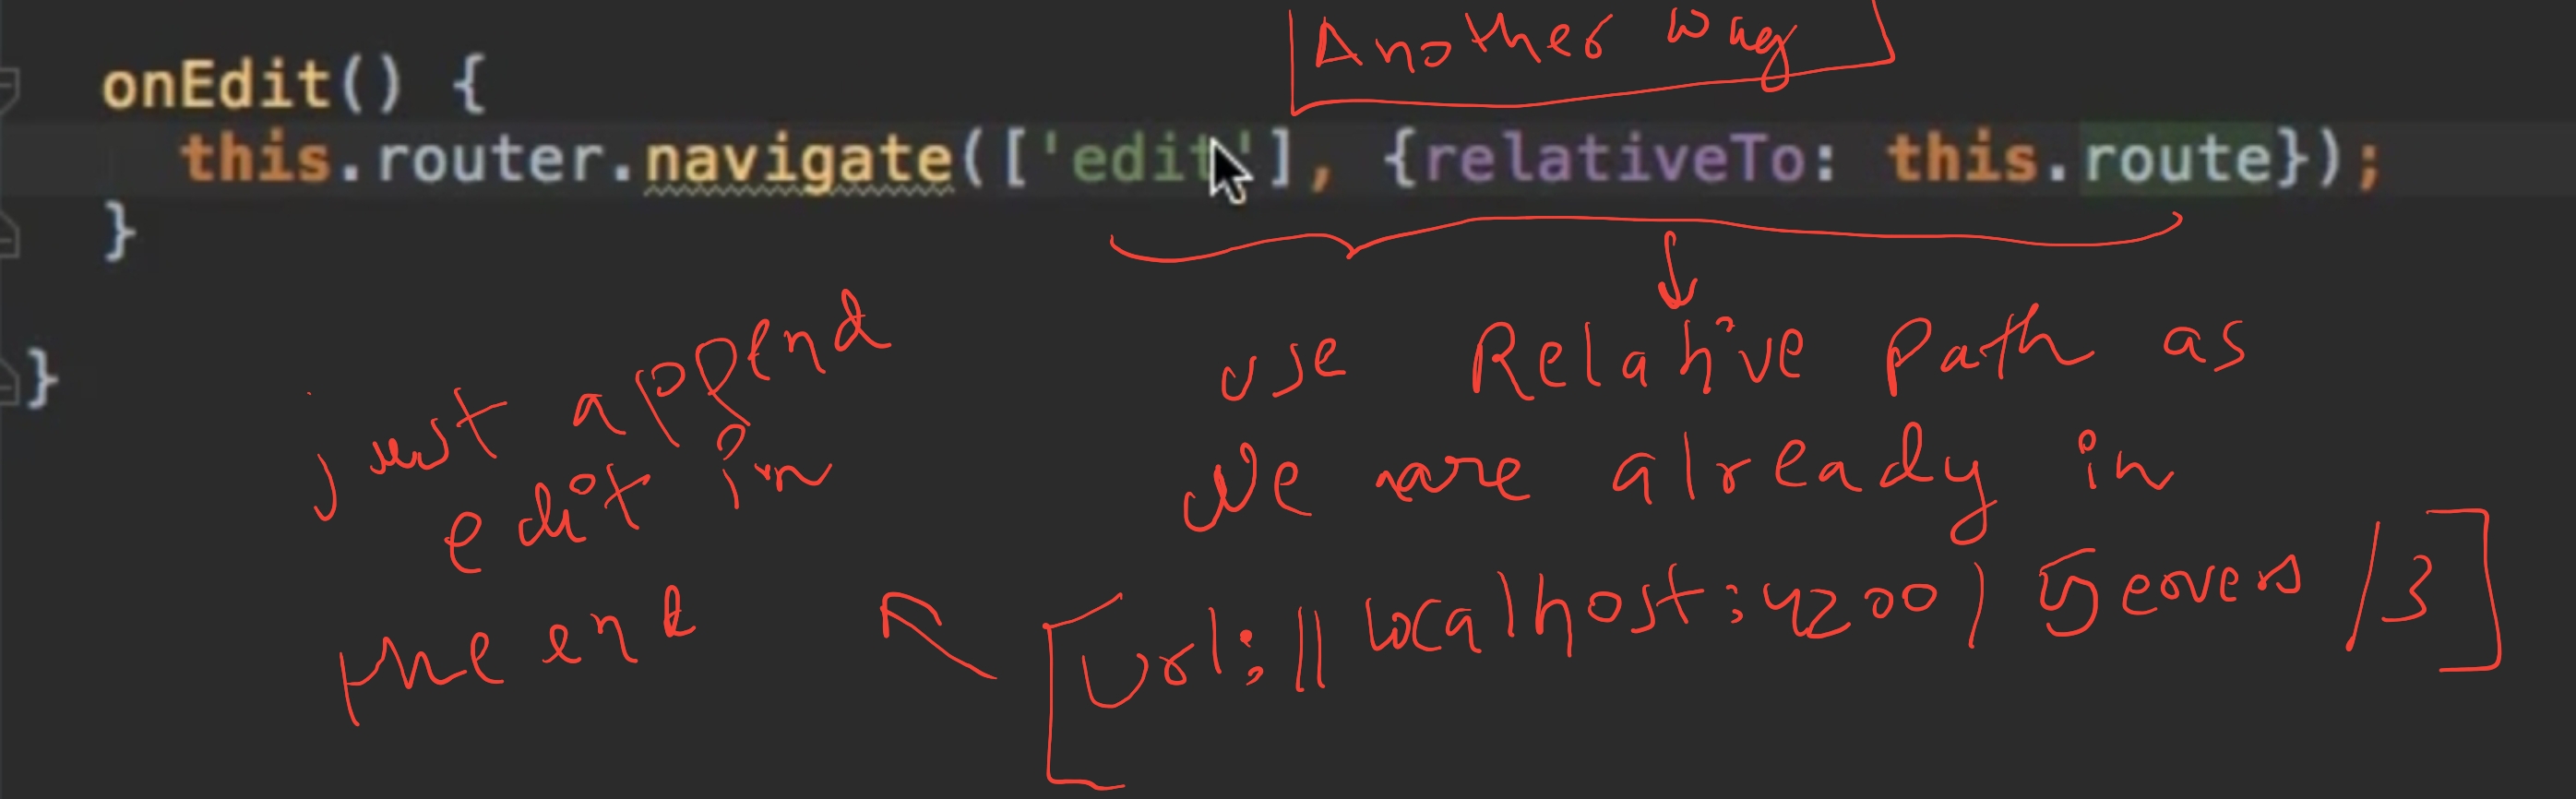 Another way
onEdit() {
this.router.navigate(['edit'], {relativeTo: this.route});
}
}
just append
edit in
the end
use Relative Path as
we are already in
[Url:// localhost:4200/ Servers /3]